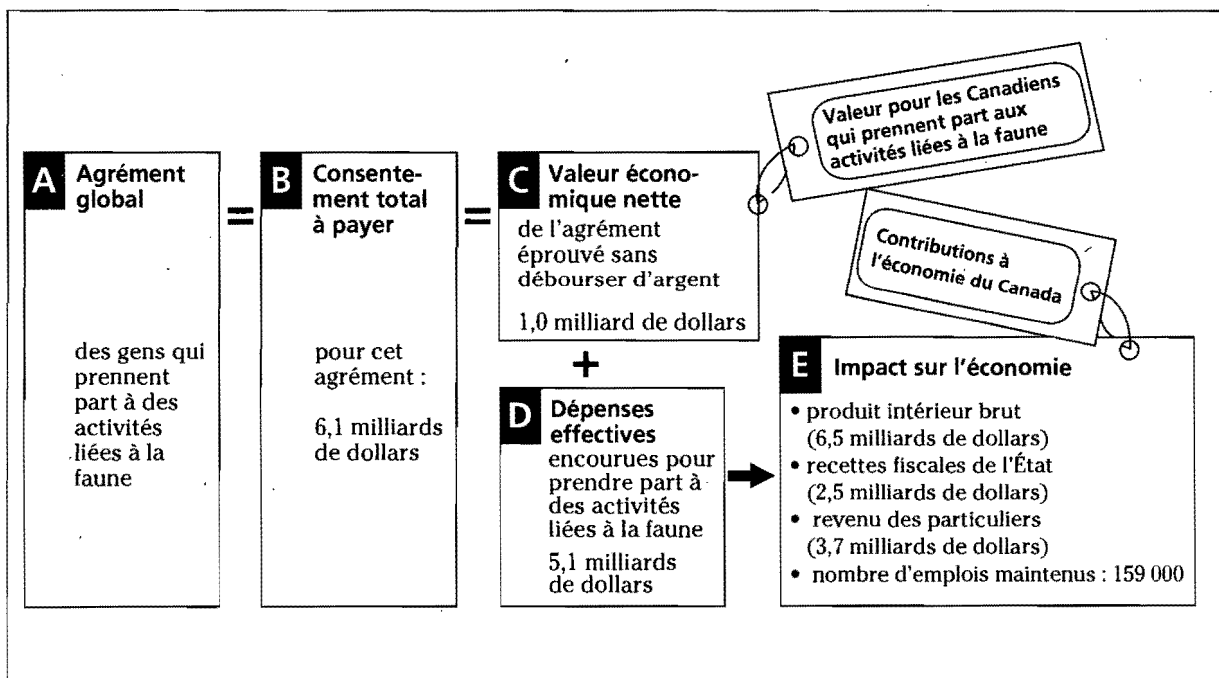 A Agrément
global
des gens qui
prennent
part à des
activités
liées à la
faune
=
B Consente-
ment total
à payer
pour cet
agrément :
6,1 milliards
de dollars
=
C Valeur écono-
mique nette
de l'agrément
éprouvé sans
débourser d'argent
1,0 milliard de dollars
+
D Dépenses
effectives
encourues pour
prendre part à
des activités
liées à la faune
5,1 milliards
de dollars
Valeur pour les Canadiens
qui prennent part aux
activités liées à la faune
Contributions à
l'économie du Canada
E Impact sur l'économie
• produit intérieur brut
(6,5 milliards de dollars)
• recettes fiscales de l'État
(2,5 milliards de dollars)
• revenu des particuliers
(3,7 milliards de dollars)
• nombre d'emplois maintenus : 159 000